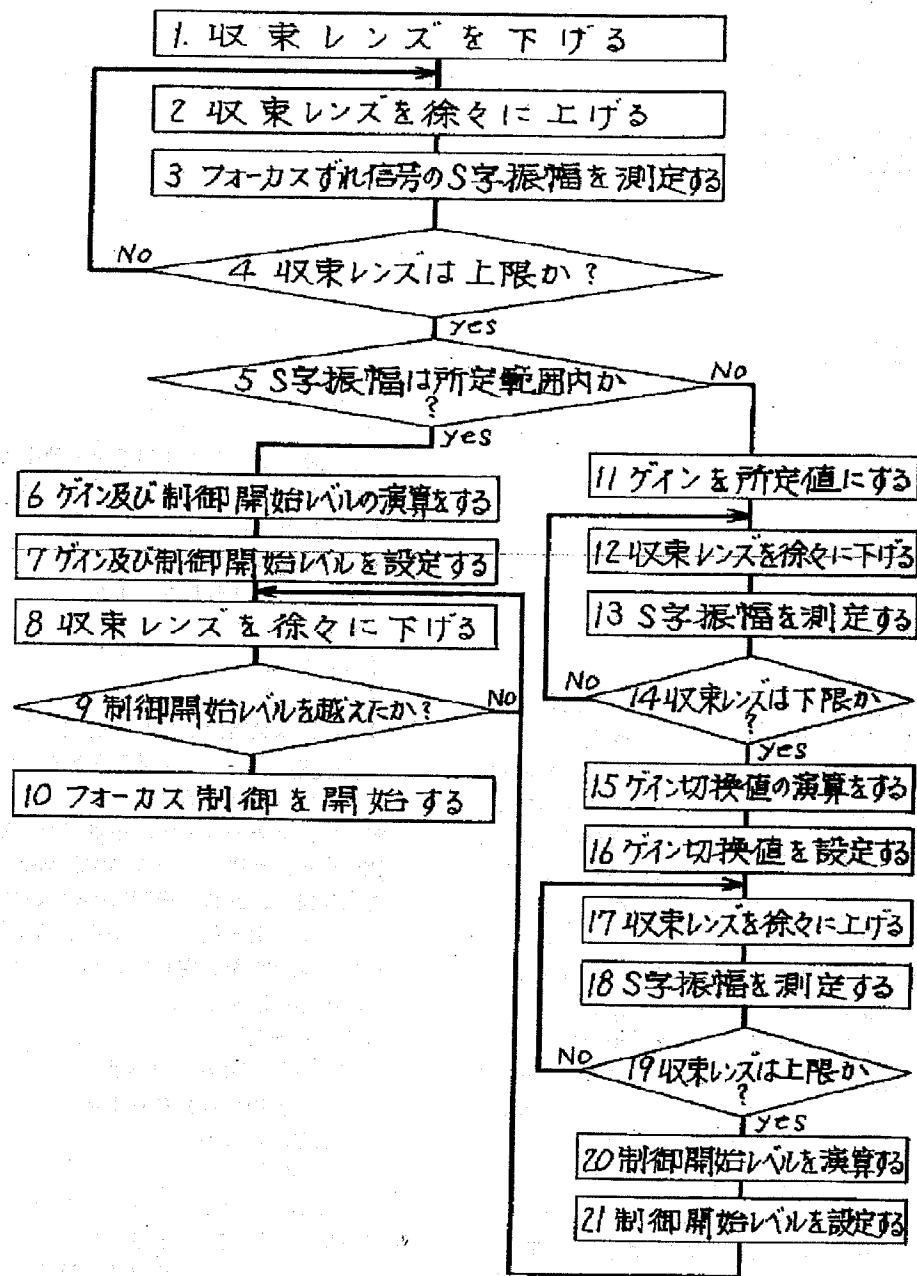 1. 収束レンズを下げる
2 収束レンズを徐々に上げる
3 フォーカスずれ信号のS字振幅を測定する
No
4 収束レンズは上限か?
yes
5 S字振幅は所定範囲内か
?
No
yes
6 ゲイン及び制御開始レベルの演算をする
7 ゲイン及び制御開始レベルを設定する
8 収束レンズを徐々に下げる
9 制御開始レベルを越えたか?
No
10 フォーカス制御を開始する
11 ゲインを所定値にする
12 収束レンズを徐々に下げる
13 S字振幅を測定する
No
14 収束レンズは下限か
?
yes
15 ゲイン切換値の演算をする
16 ゲイン切換値を設定する
17 収束レンズを徐々に上げる
18 S字振幅を測定する
No
19 収束レンズは上限か
?
yes
20 制御開始レベルを演算する
21 制御開始レベルを設定する